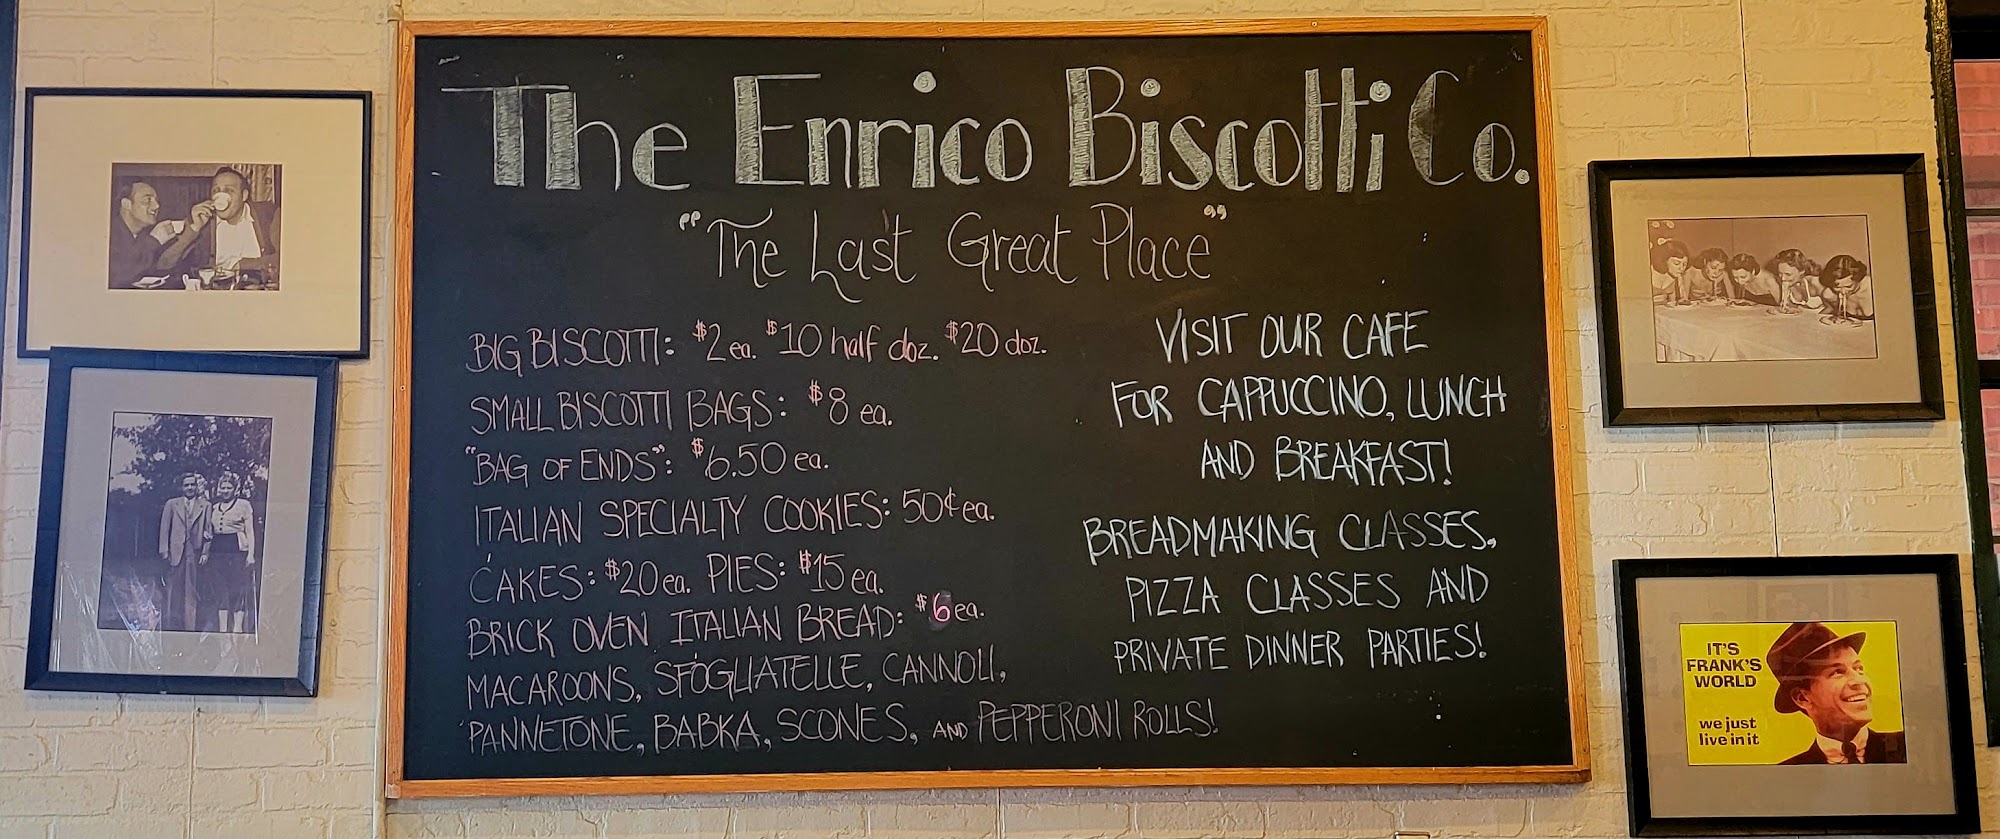 The Enrico Biscotti Co.
"The Last Great Place"
BIG BISCOTTI: $2 ea. $10 half doz. $20 doz.
SMALL BISCOTTI BAGS: $8 ea.
"BAG OF ENDS": $6.50 ea.
ITALIAN SPECIALTY COOKIES: 50¢ ea.
CAKES: $20 ea. PIES: $15 ea.
BRICK OVEN ITALIAN BREAD: $6 ea.
MACAROONS, SFOGLIATELLE, CANNOLI,
PANNETONE, BABKA, SCONES, AND PEPPERONI ROLLS!
VISIT OUR CAFE
FOR CAPPUCCINO, LUNCH
AND BREAKFAST!
BREADMAKING CLASSES,
PIZZA CLASSES AND
PRIVATE DINNER PARTIES!
IT'S
FRANK'S
WORLD
we just
live in it